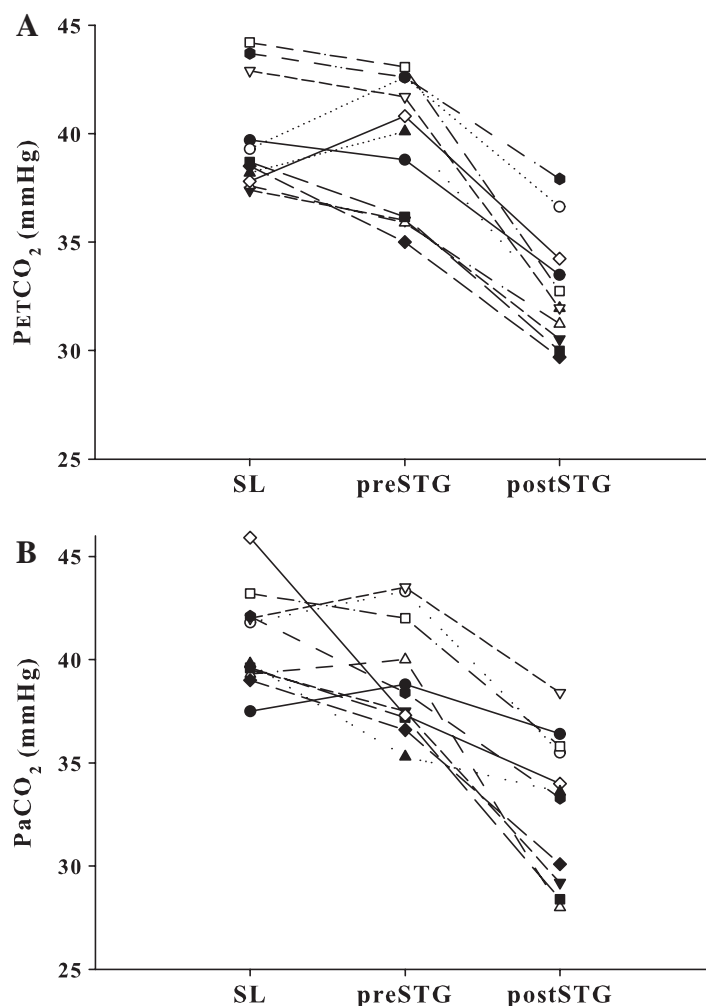 A
45
40
35
30
25
PETCO2 (mmHg)
SL preSTG postSTG
B
45
40
35
30
25
PaCO2 (mmHg)
SL preSTG postSTG